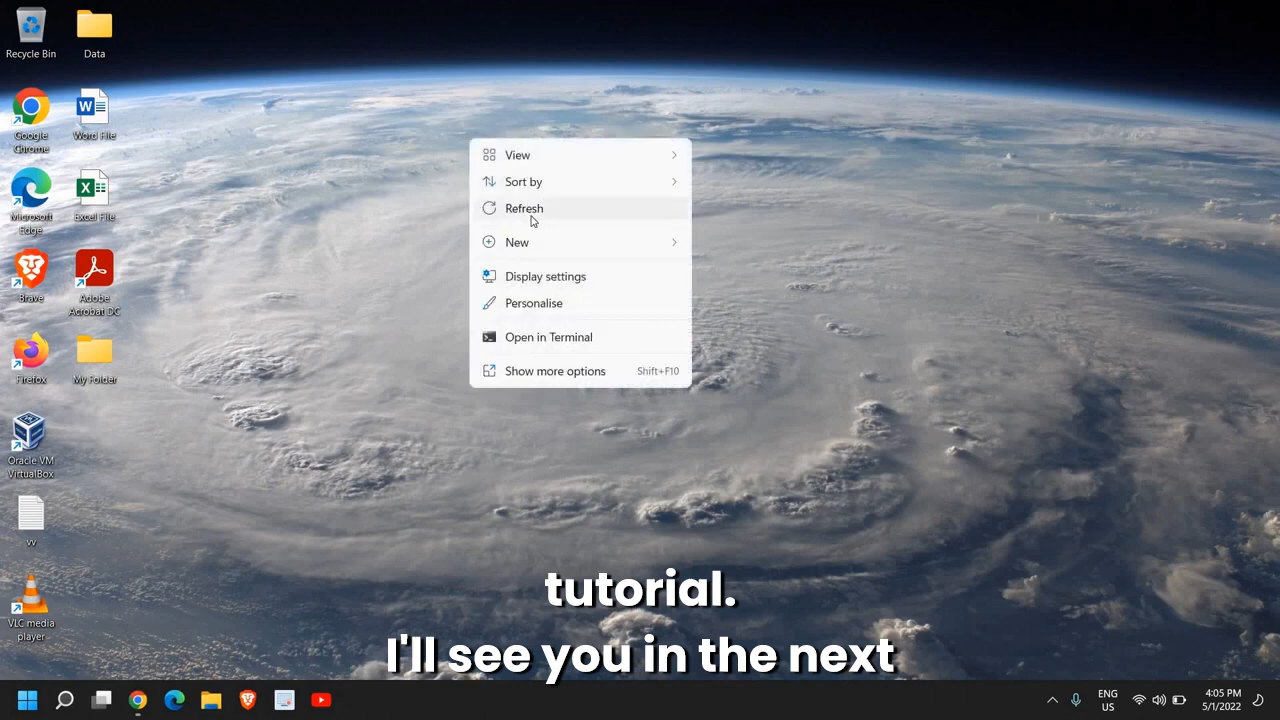 Recycle Bin
Data
Google
Chrome
Word File
Microsoft
Edge
Excel File
Brave
Adobe
Acrobat DC
Firefox
My Folder
Oracle VM
VirtualBox
vv
VLC media
player
View
Sort by
Refresh
New
Display settings
Personalise
Open in Terminal
Show more options Shift+F10
tutorial.
I'll see you in the next
ENG
US
4:05 PM
5/1/2022